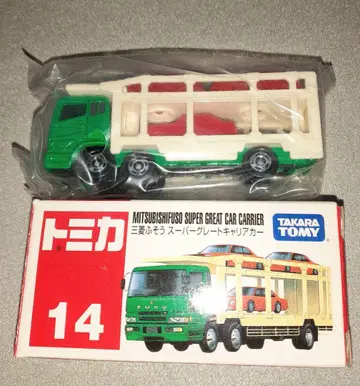 トミカ
14
MITSUBISHIFUSO SUPER GREAT CAR CARRIER
三菱ふそう スーパーグレートキャリアカー
TAKARA
TOMY
FUSO